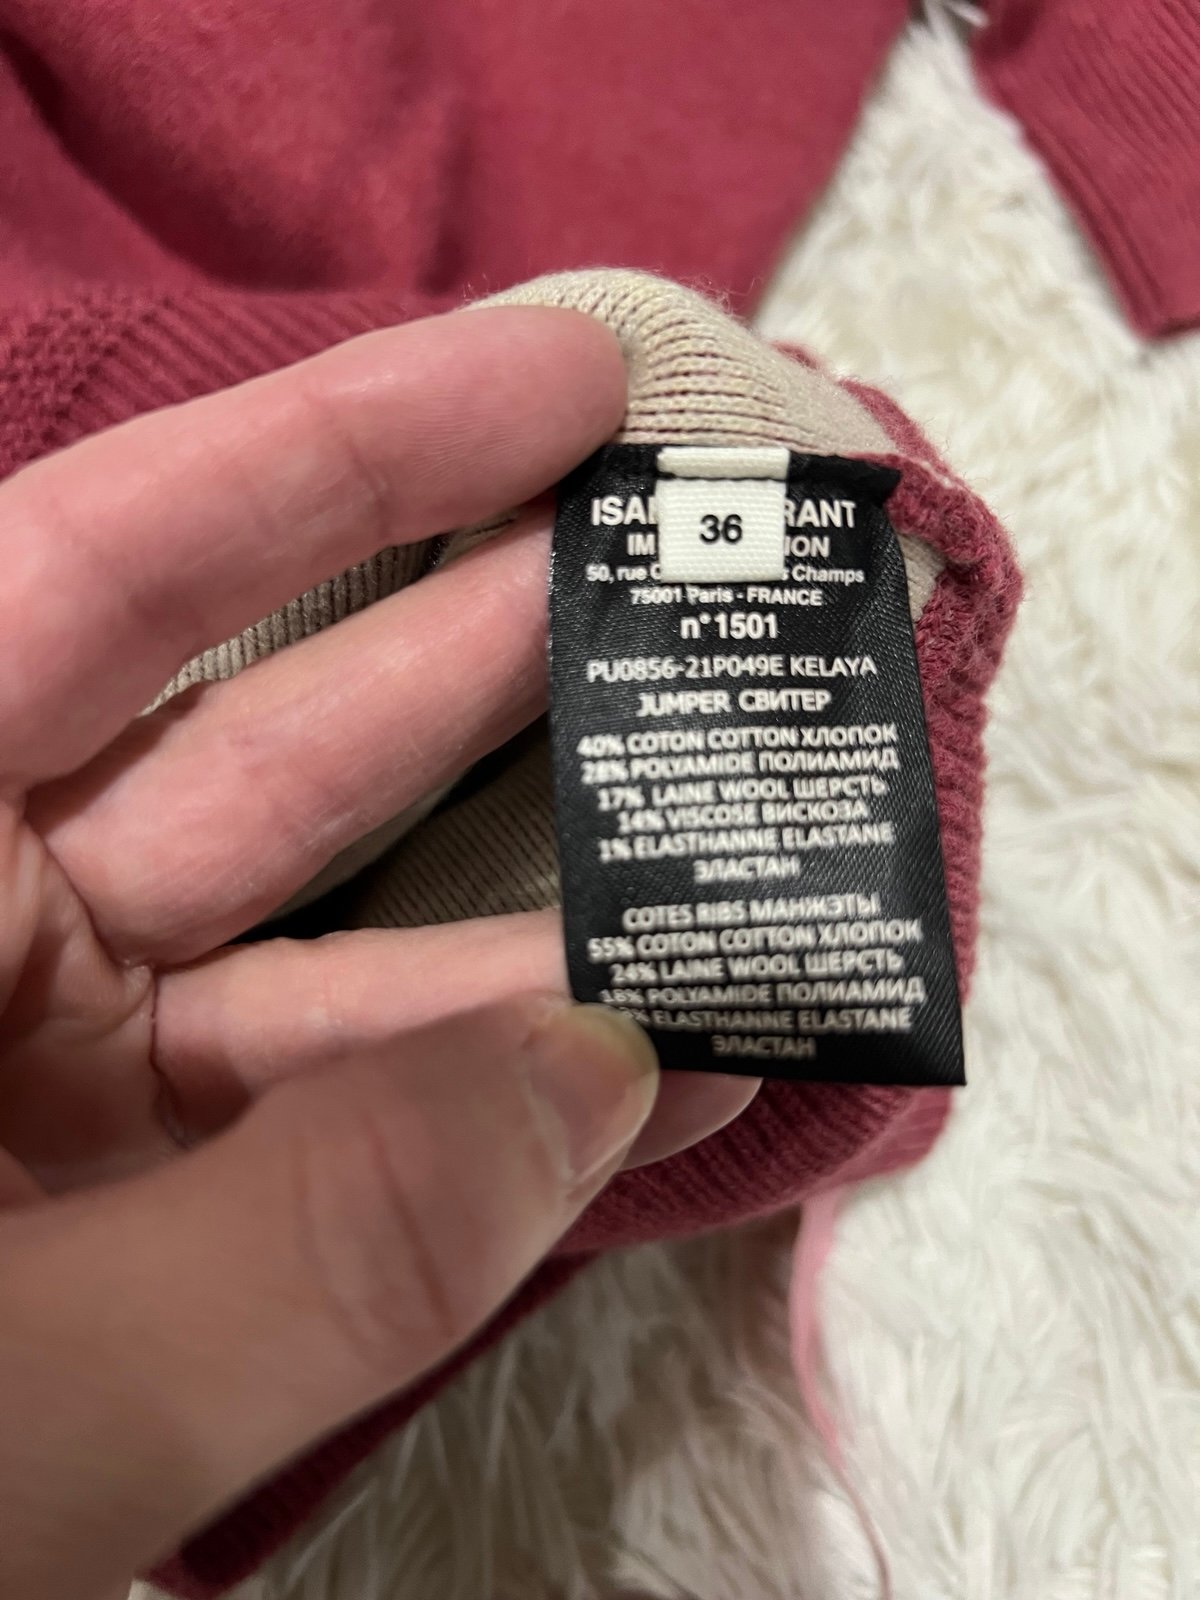 36
ISA RANT
IM ION
50, rue C s Champs
75001 Paris - FRANCE
n°1501
PU0856-21P049E KELAYA
JUMPER СВИТЕР
40% COTON COTTON ХЛОПОК
28% POLYAMIDE ПОЛИАМИД
17% LAINE WOOL ШЕРСТЬ
14% VISCOSE ВИСКОЗА
1% ELASTHANNE ELASTANE
ЭЛАСТАН
COTES RIBS МАНЖЭТЫ
55% COTON COTTON ХЛОПОК
24% LAINE WOOL ШЕРСТЬ
18% POLYAMIDE ПОЛИАМИД
ELASTHANNE ELASTANE
ЭЛАСТАН